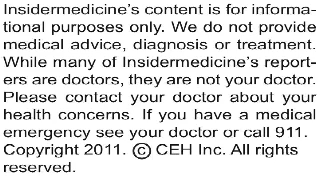 Insidermedicine's content is for informa-
tional purposes only. We do not provide
medical advice, diagnosis or treatment.
While many of Insidermedicine's report-
ers are doctors, they are not your doctor.
Please contact your doctor about your
health concerns. If you have a medical
emergency see your doctor or call 911.
Copyright 2011. © CEH Inc. All rights
reserved.